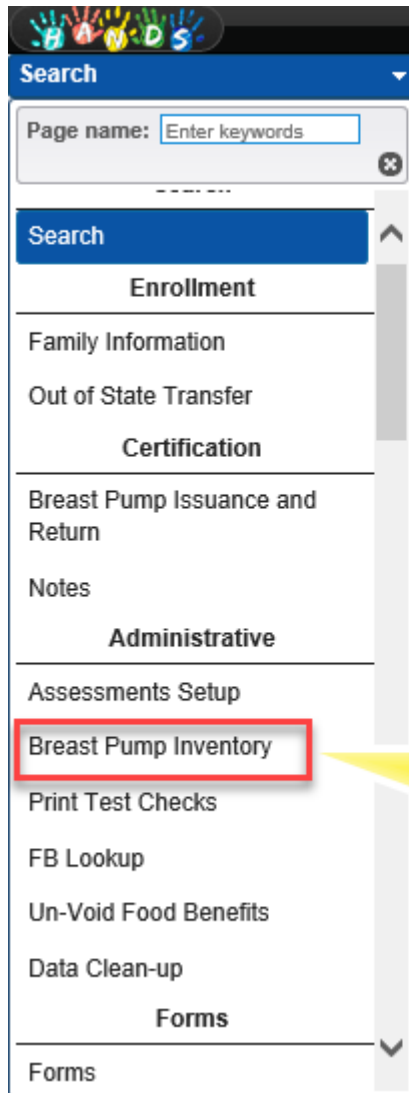 HANDS
Search
Page name: Enter keywords
Search
Search
Enrollment
Family Information
Out of State Transfer
Certification
Breast Pump Issuance and
Return
Notes
Administrative
Assessments Setup
Breast Pump Inventory
Print Test Checks
FB Lookup
Un-Void Food Benefits
Data Clean-up
Forms
Forms